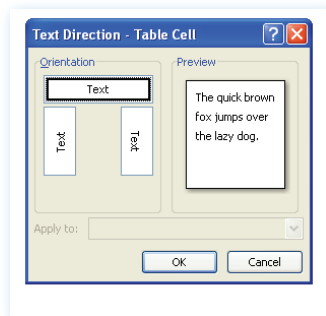 Text Direction - Table Cell
Orientation
Text
Text
Text
Preview
The quick brown
fox jumps over
the lazy dog.
Apply to:
OK
Cancel